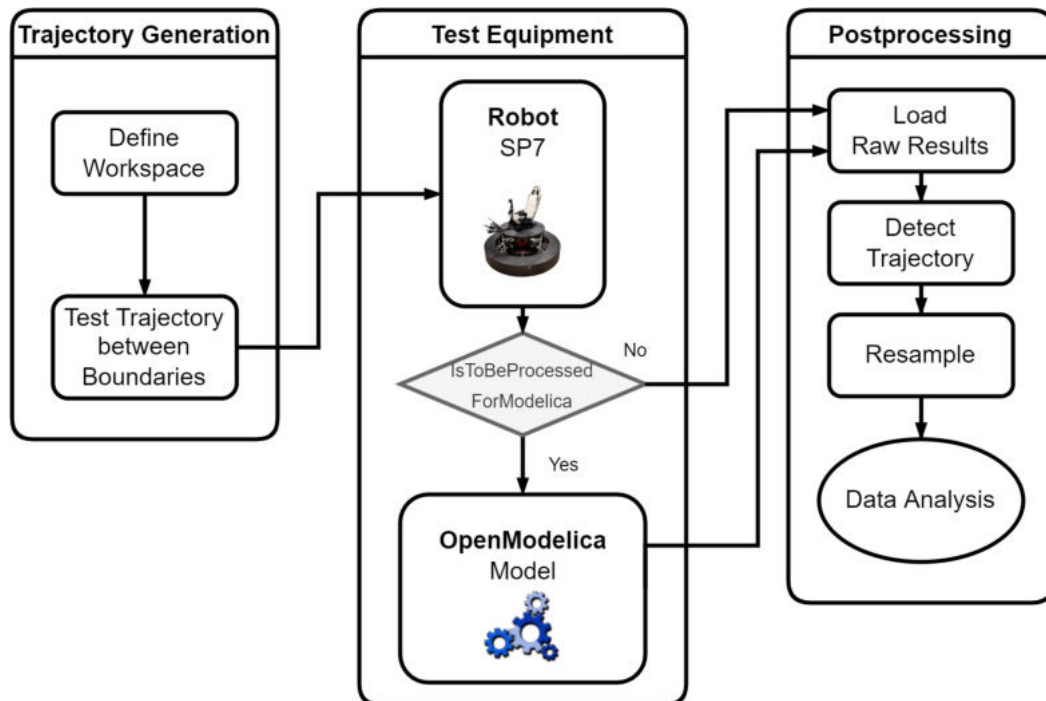 Trajectory Generation
Define
Workspace
Test Trajectory
between
Boundaries
Test Equipment
Robot
SP7
IsToBeProcessed
ForModelica
No
Yes
OpenModelica
Model
Postprocessing
Load
Raw Results
Detect
Trajectory
Resample
Data Analysis